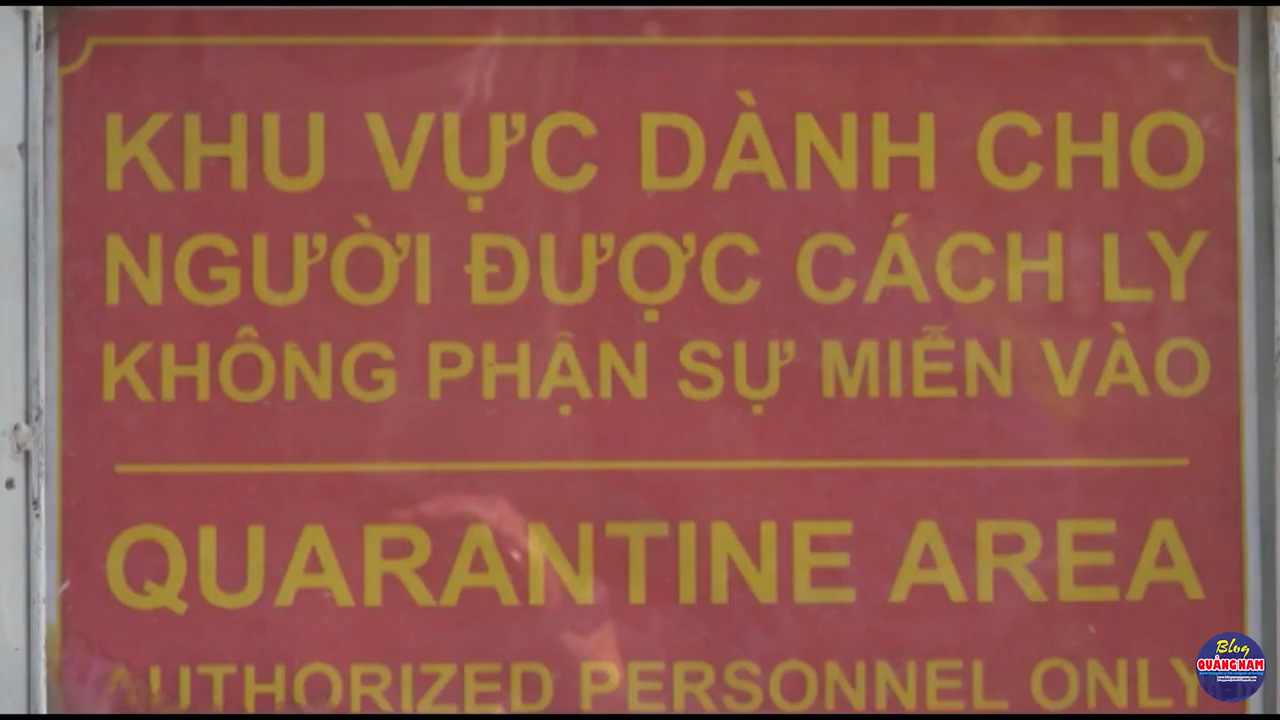 KHU VỰC DÀNH CHO
NGƯỜI ĐƯỢC CÁCH LY
KHÔNG PHẬN SỰ MIỄN VÀO
QUARANTINE AREA
AUTHORIZED PERSONNEL ONLY
Blog
QUẢNG NAM